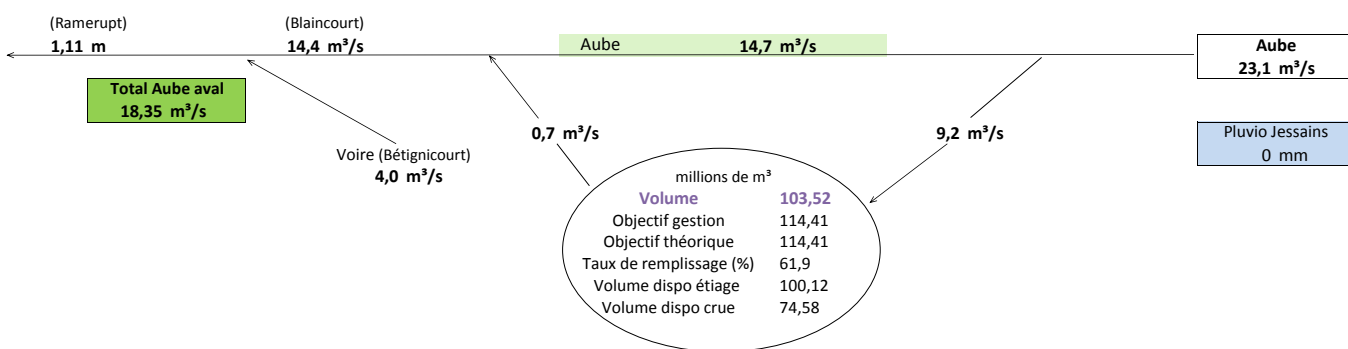 (Ramerupt)
1,11 m
(Blaincourt)
14,4 m³/s
Aube 14,7 m³/s
Aube
23,1 m³/s
Total Aube aval
18,35 m³/s
Voire (Bétignicourt)
4,0 m³/s
0,7 m³/s
9,2 m³/s
Pluvio Jessains
0 mm
millions de m³
Volume 103,52
Objectif gestion 114,41
Objectif théorique 114,41
Taux de remplissage (%) 61,9
Volume dispo étiage 100,12
Volume dispo crue 74,58